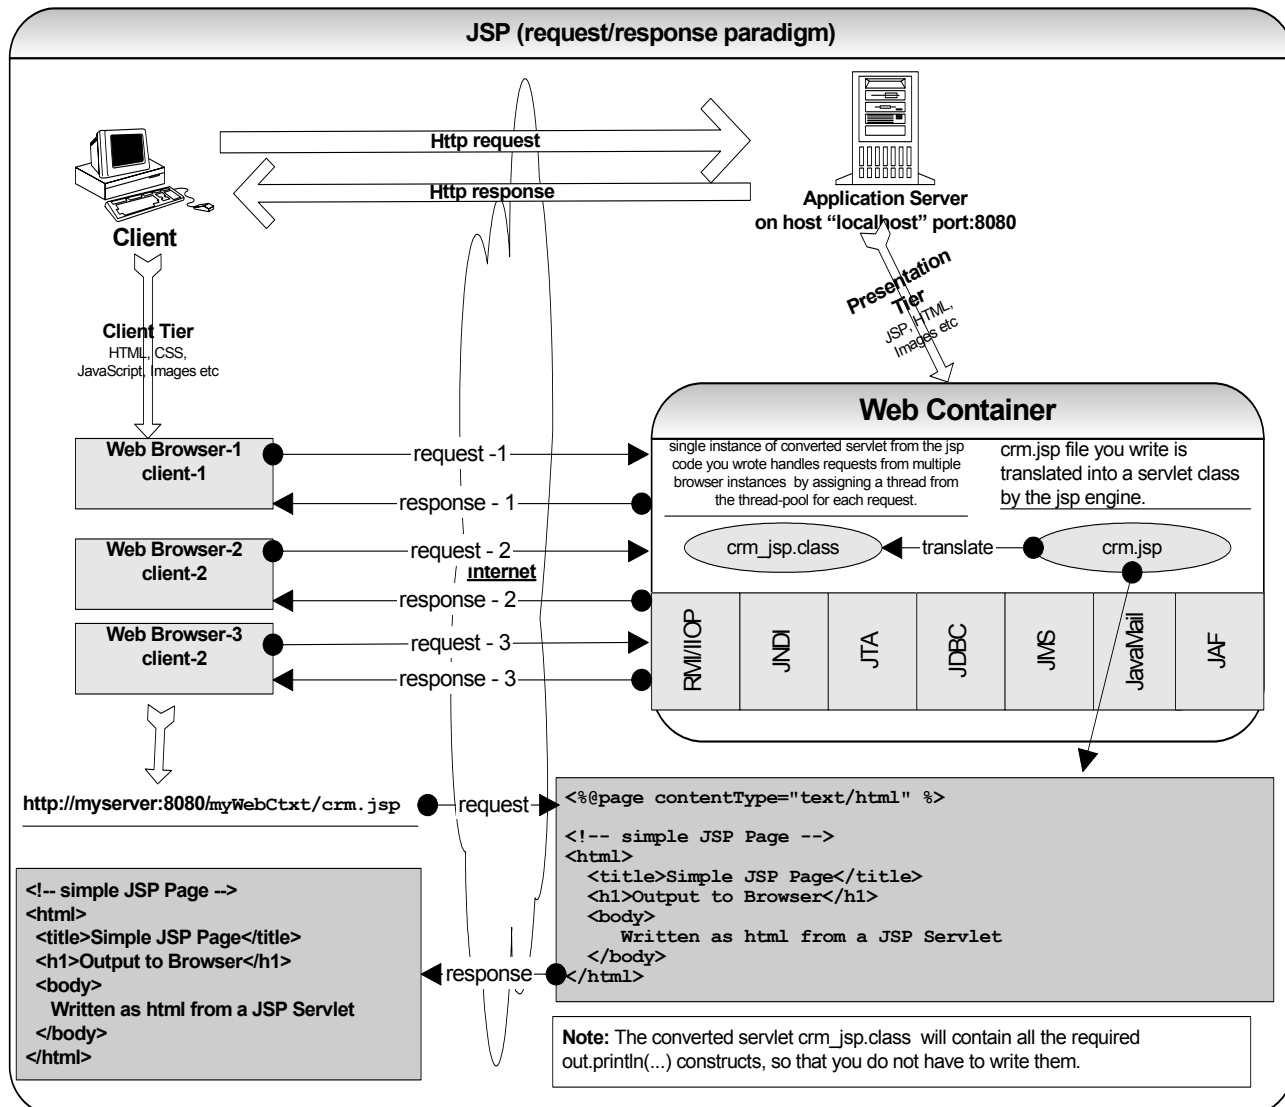 JSP (request/response paradigm)
Http request
Http response
Client
Application Server
on host “localhost” port:8080
Presentation
Tier
JSP, HTML,
Images etc
Client Tier
HTML, CSS,
JavaScript, Images etc
Web Container
Web Browser-1
client-1
request -1
response - 1
single instance of converted servlet from the jsp
code you wrote handles requests from multiple
browser instances by assigning a thread from
the thread-pool for each request.
crm.jsp file you write is
translated into a servlet class
by the jsp engine.
Web Browser-2
client-2
request - 2
internet
response - 2
crm_jsp.class
translate
crm.jsp
Web Browser-3
client-2
request - 3
response - 3
RMI/IIOP
JNDI
JTA
JDBC
JMS
JavaMail
JAF
http://myserver:8080/myWebCtxt/crm.jsp
request
<%@page contentType="text/html" %>
<!-- simple JSP Page -->
<html>
<title>Simple JSP Page</title>
<h1>Output to Browser</h1>
<body>
Written as html from a JSP Servlet
</body>
</html>
response
<!-- simple JSP Page -->
<html>
<title>Simple JSP Page</title>
<h1>Output to Browser</h1>
<body>
Written as html from a JSP Servlet
</body>
</html>
Note: The converted servlet crm_jsp.class will contain all the required
out.println(...) constructs, so that you do not have to write them.